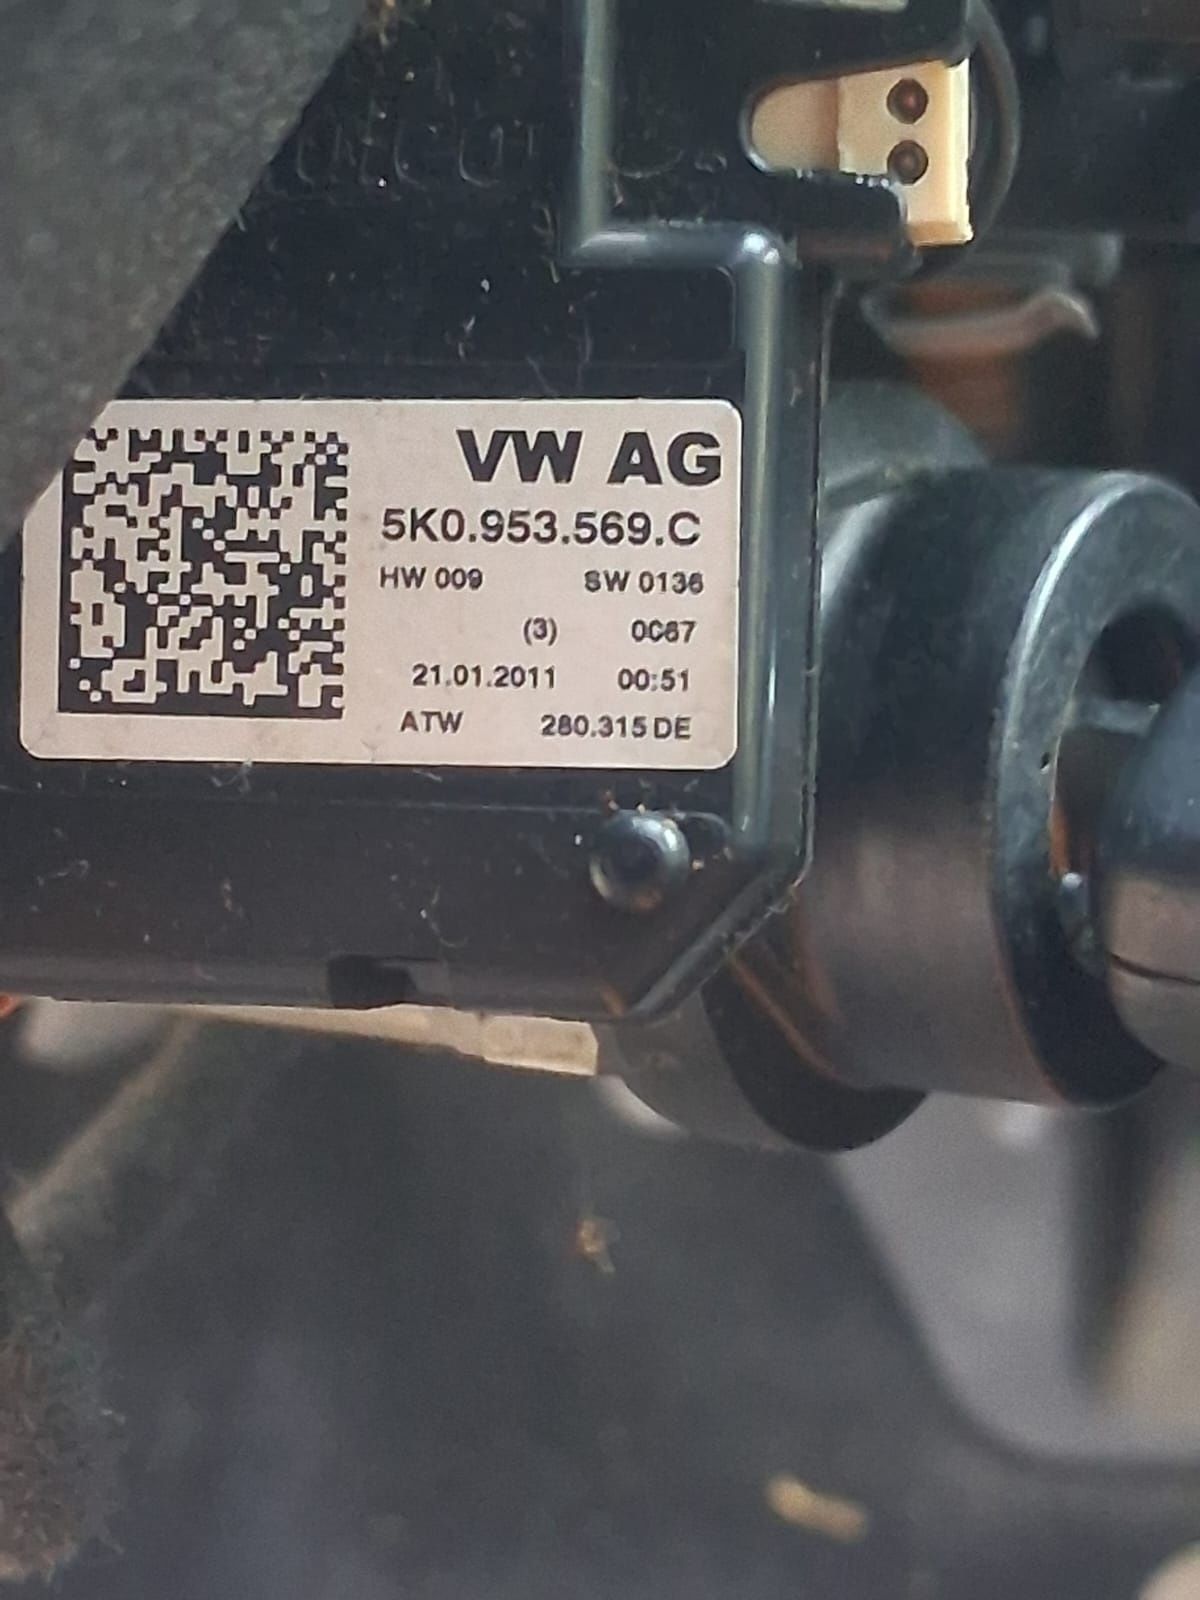 VW AG
5K0.953.569.C
HW 009 SW 0136
(3) 0C67
21.01.2011 00:51
ATW 280.315 DE